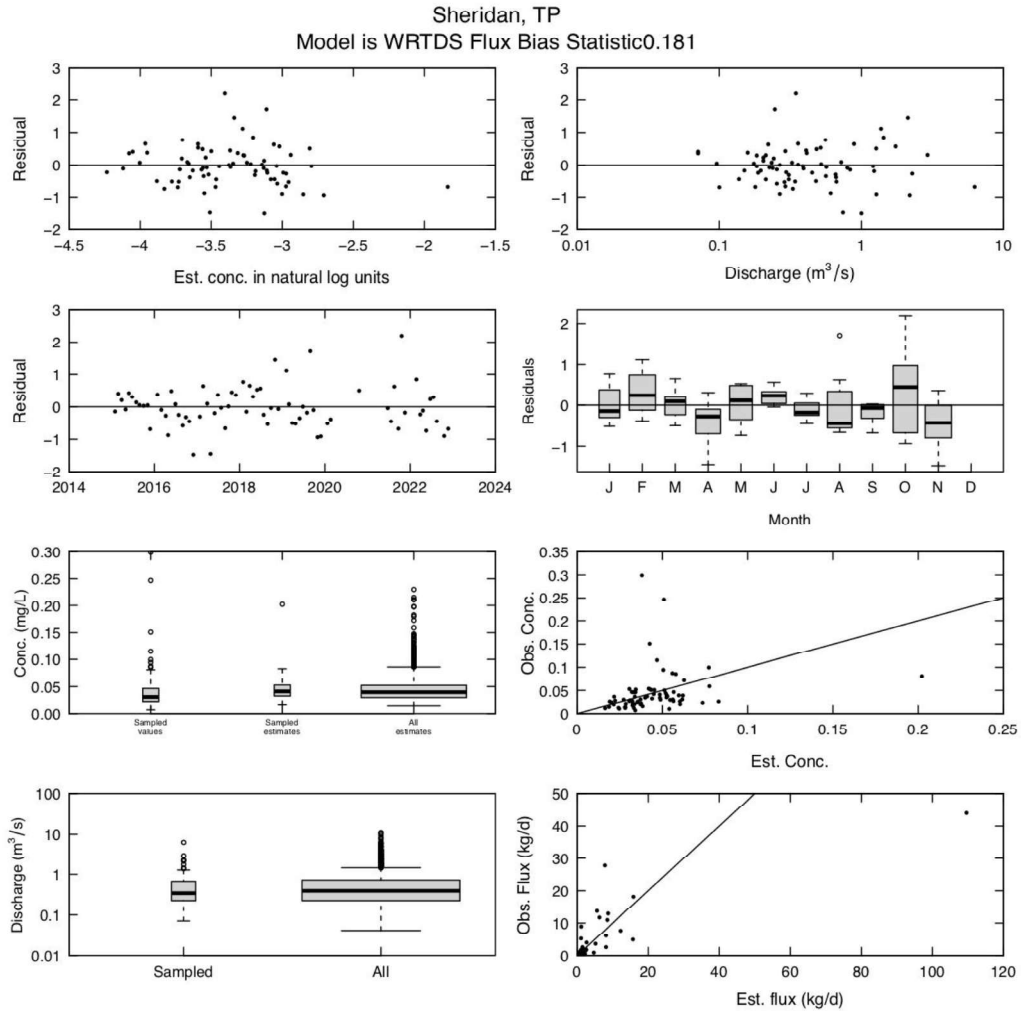 Sheridan, TP
Model is WRTDS Flux Bias Statistic0.181
3
2
1
0
−1
−2
Residual
−4.5 −4 −3.5 −3 −2.5 −2 −1.5
Est. conc. in natural log units
3
2
1
0
−1
−2
Residual
0.01 0.1 1 10
Discharge (m³/s)
3
2
1
0
−1
−2
Residual
2014 2016 2018 2020 2022 2024
2
1
0
−1
Residuals
J F M A M J J A S O N D
Month
0.30
0.25
0.20
0.15
0.10
0.05
0.00
Conc. (mg/L)
Sampled Sampled All
values estimates estimates
0.35
0.3
0.25
0.2
0.15
0.1
0.05
0
Obs. Conc.
0 0.05 0.1 0.15 0.2 0.25
Est. Conc.
100
10
1
0.1
0.01
Discharge (m³/s)
Sampled All
50
40
30
20
10
0
Obs. Flux (kg/d)
0 20 40 60 80 100 120
Est. flux (kg/d)